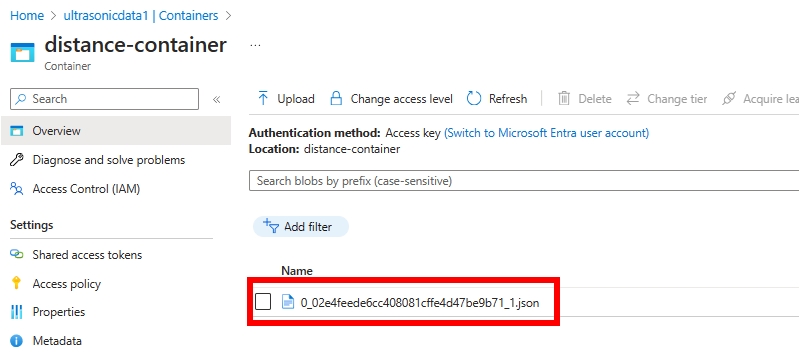 Home > ultrasonicdata1 | Containers >
distance-container ...
Container
Search «
Overview
Diagnose and solve problems
Access Control (IAM)
Settings
Shared access tokens
Access policy
Properties
Metadata
Upload Change access level Refresh Delete Change tier Acquire lea
Authentication method: Access key (Switch to Microsoft Entra user account)
Location: distance-container
Search blobs by prefix (case-sensitive)
Add filter
Name
0_02e4feede6cc408081cffe4d47be9b71_1.json